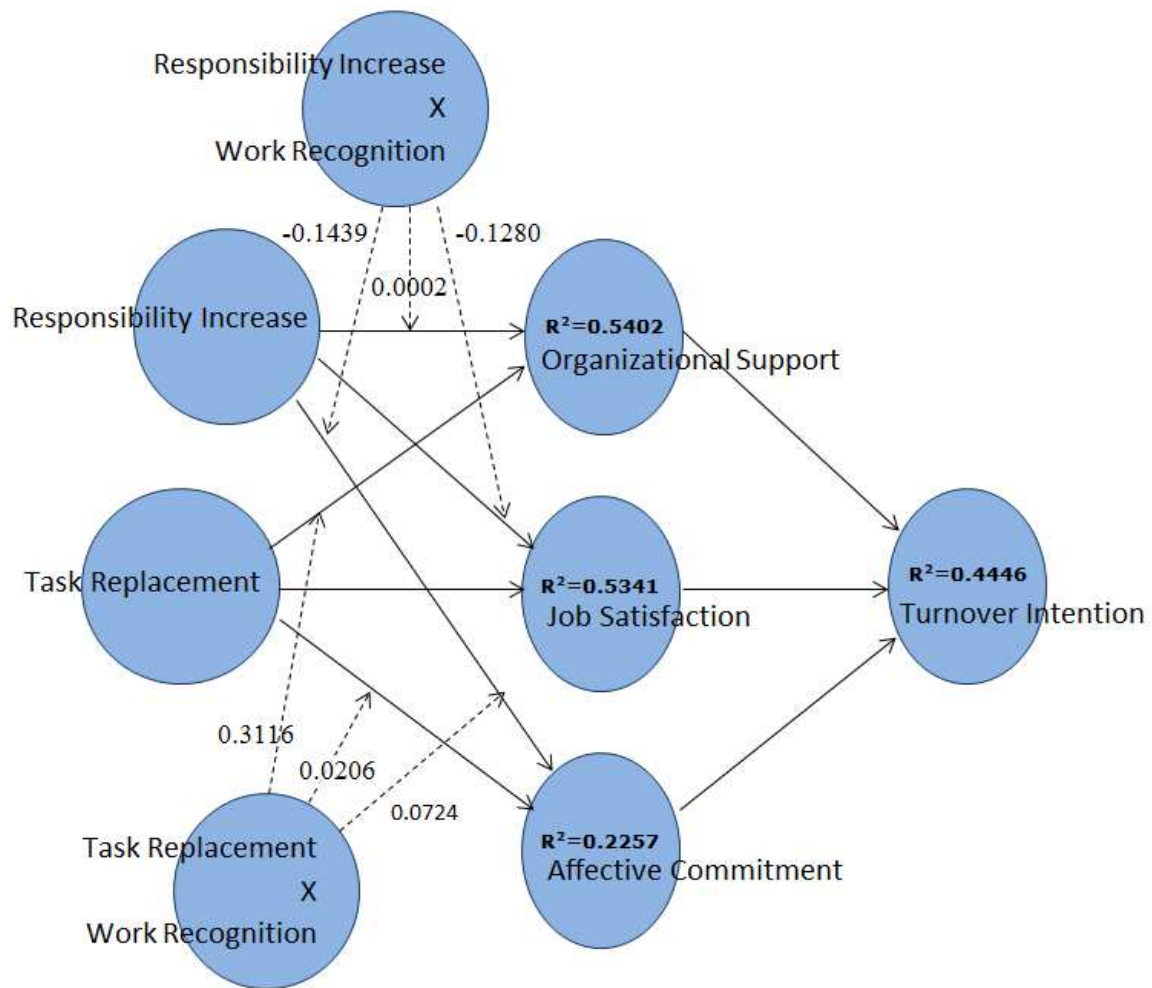 Responsibility Increase
X
Work Recognition
-0.1439
-0.1280
0.0002
Responsibility Increase
R²=0.5402
Organizational Support
Task Replacement
R²=0.5341
Job Satisfaction
R²=0.4446
Turnover Intention
0.3116
0.0206
0.0724
Task Replacement
X
Work Recognition
R²=0.2257
Affective Commitment